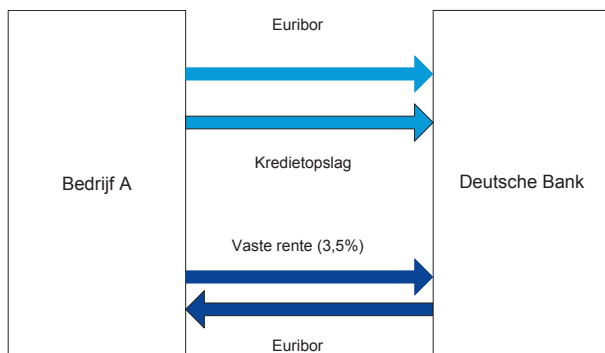 Euribor
Kredietopslag
Bedrijf A
Deutsche Bank
Vaste rente (3,5%)
Euribor